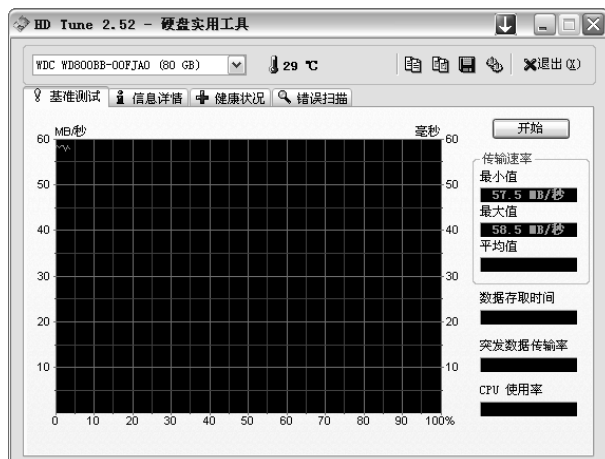 HD Tune 2.52 - 硬盘实用工具
WDC WD800BB-00FJA0 (80 GB)
29 ℃
退出(X)
基准测试
信息详情
健康状况
错误扫描
60 MB/秒
毫秒 60
开始
50
50
40
40
30
30
20
20
10
10
0 10 20 30 40 50 60 70 80 90 100%
传输速率
最小值
57.5 MB/秒
最大值
58.5 MB/秒
平均值
数据存取时间
突发数据传输率
CPU 使用率